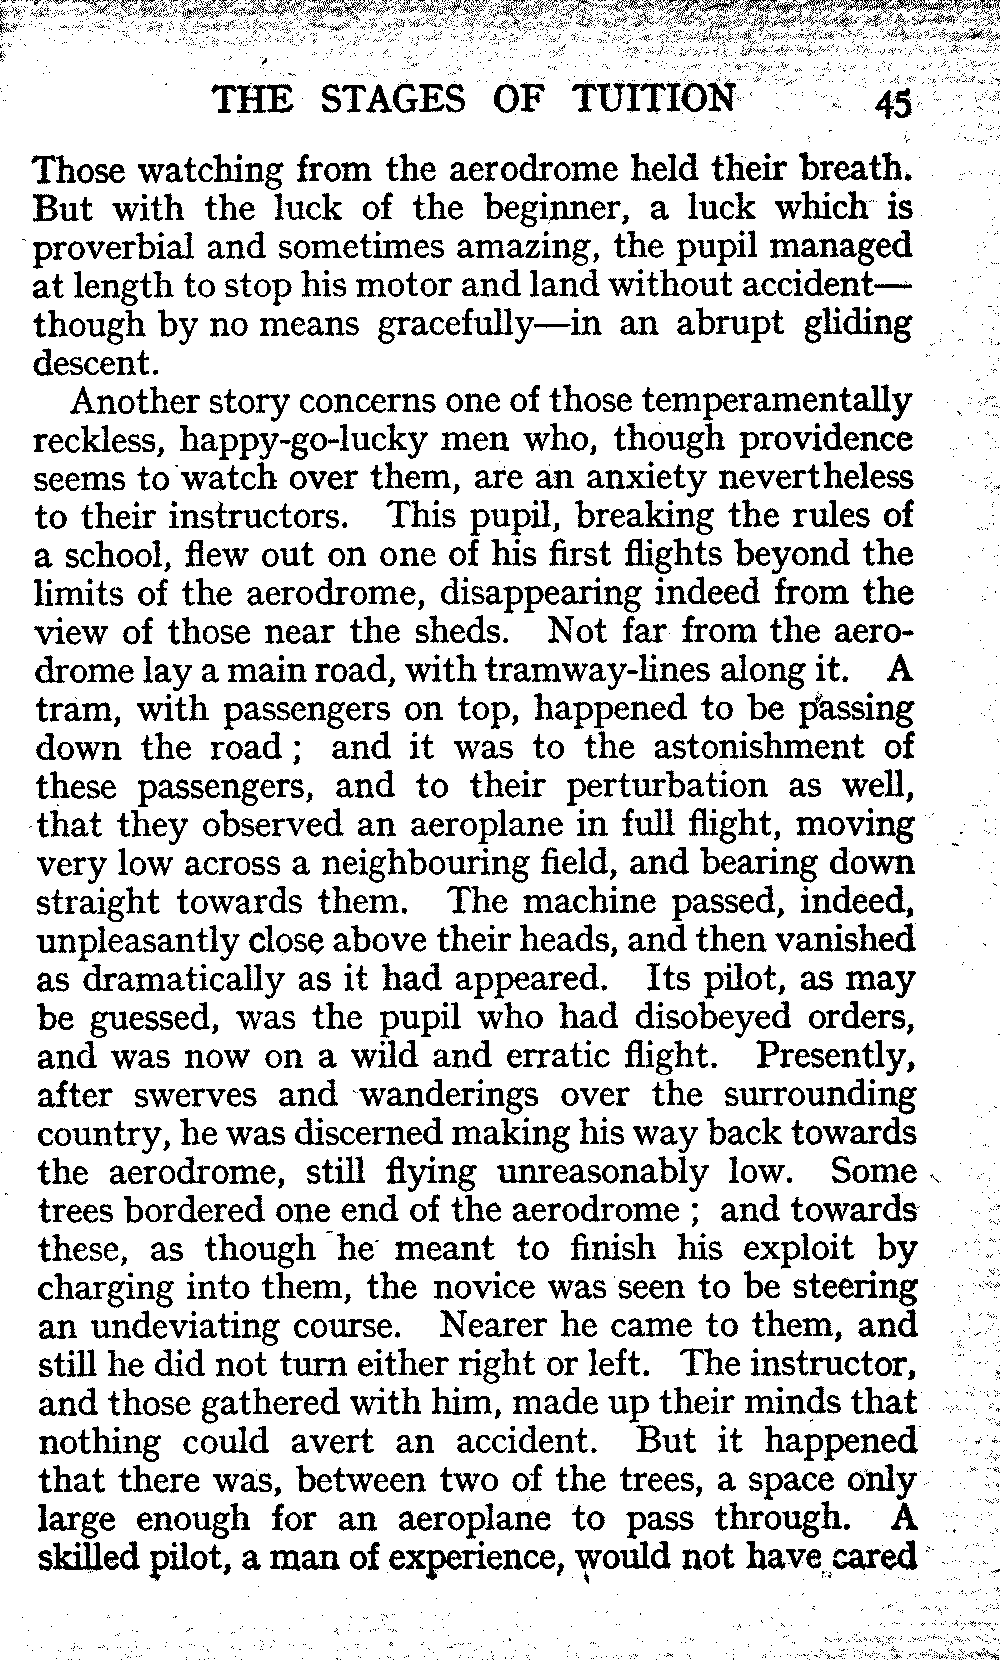 THE STAGES OF TUITION 45
Those watching from the aerodrome held their breath.
But with the luck of the beginner, a luck which is
proverbial and sometimes amazing, the pupil managed
at length to stop his motor and land without accident—
though by no means gracefully—in an abrupt gliding
descent.
Another story concerns one of those temperamentally
reckless, happy-go-lucky men who, though providence
seems to watch over them, are an anxiety nevertheless
to their instructors. This pupil, breaking the rules of
a school, flew out on one of his first flights beyond the
limits of the aerodrome, disappearing indeed from the
view of those near the sheds. Not far from the aero-
drome lay a main road, with tramway-lines along it. A
tram, with passengers on top, happened to be passing
down the road ; and it was to the astonishment of
these passengers, and to their perturbation as well,
that they observed an aeroplane in full flight, moving
very low across a neighbouring field, and bearing down
straight towards them. The machine passed, indeed,
unpleasantly close above their heads, and then vanished
as dramatically as it had appeared. Its pilot, as may
be guessed, was the pupil who had disobeyed orders,
and was now on a wild and erratic flight. Presently,
after swerves and wanderings over the surrounding
country, he was discerned making his way back towards
the aerodrome, still flying unreasonably low. Some
trees bordered one end of the aerodrome ; and towards
these, as though he meant to finish his exploit by
charging into them, the novice was seen to be steering
an undeviating course. Nearer he came to them, and
still he did not turn either right or left. The instructor,
and those gathered with him, made up their minds that
nothing could avert an accident. But it happened
that there was, between two of the trees, a space only
large enough for an aeroplane to pass through. A
skilled pilot, a man of experience, would not have cared